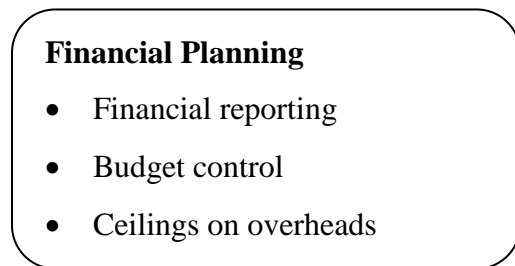 Financial Planning
• Financial reporting
• Budget control
• Ceilings on overheads